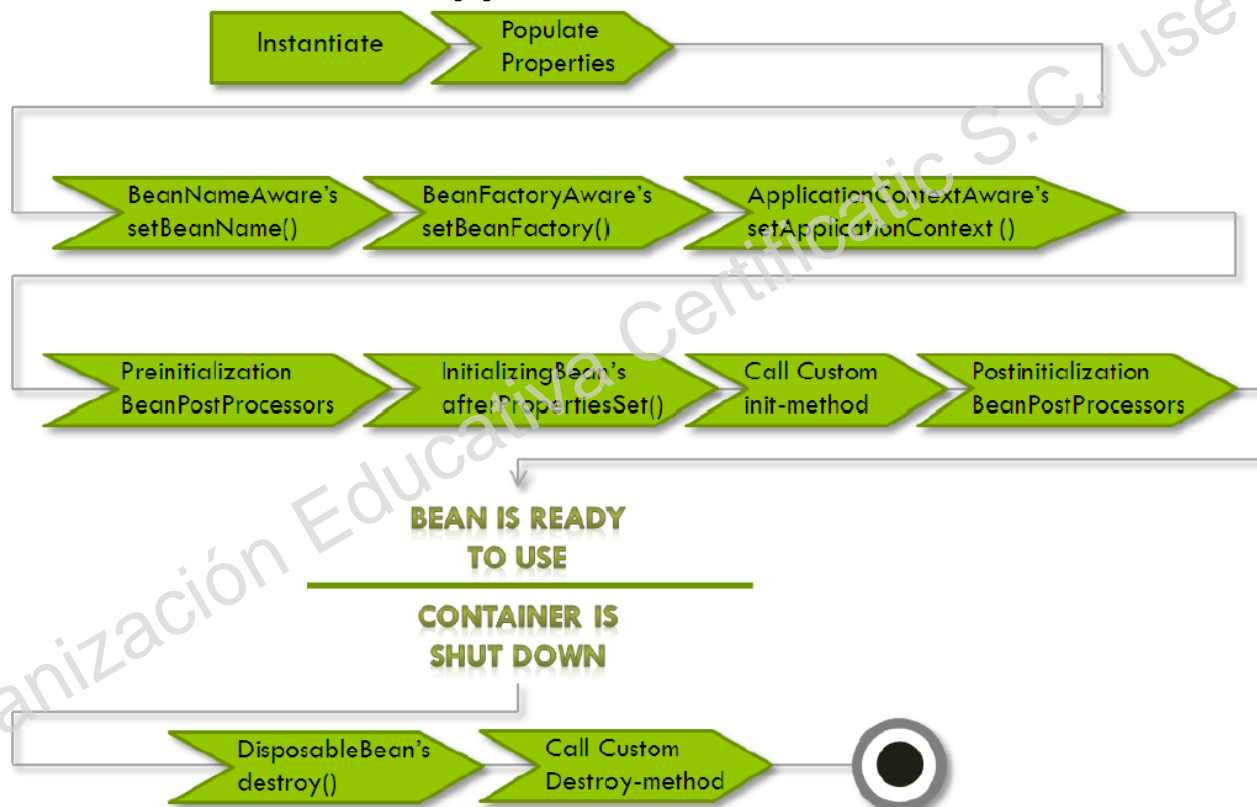 Instantiate
Populate
Properties
BeanNameAware's
setBeanName()
BeanFactoryAware's
setBeanFactory()
ApplicationContextAware's
setApplicationContext ()
Preinitialization
BeanPostProcessors
InitializingBean's
afterPropertiesSet()
Call Custom
init-method
Postinitialization
BeanPostProcessors
BEAN IS READY
TO USE
CONTAINER IS
SHUT DOWN
DisposableBean's
destroy()
Call Custom
Destroy-method
anización Educativa Certificatic S.C. use